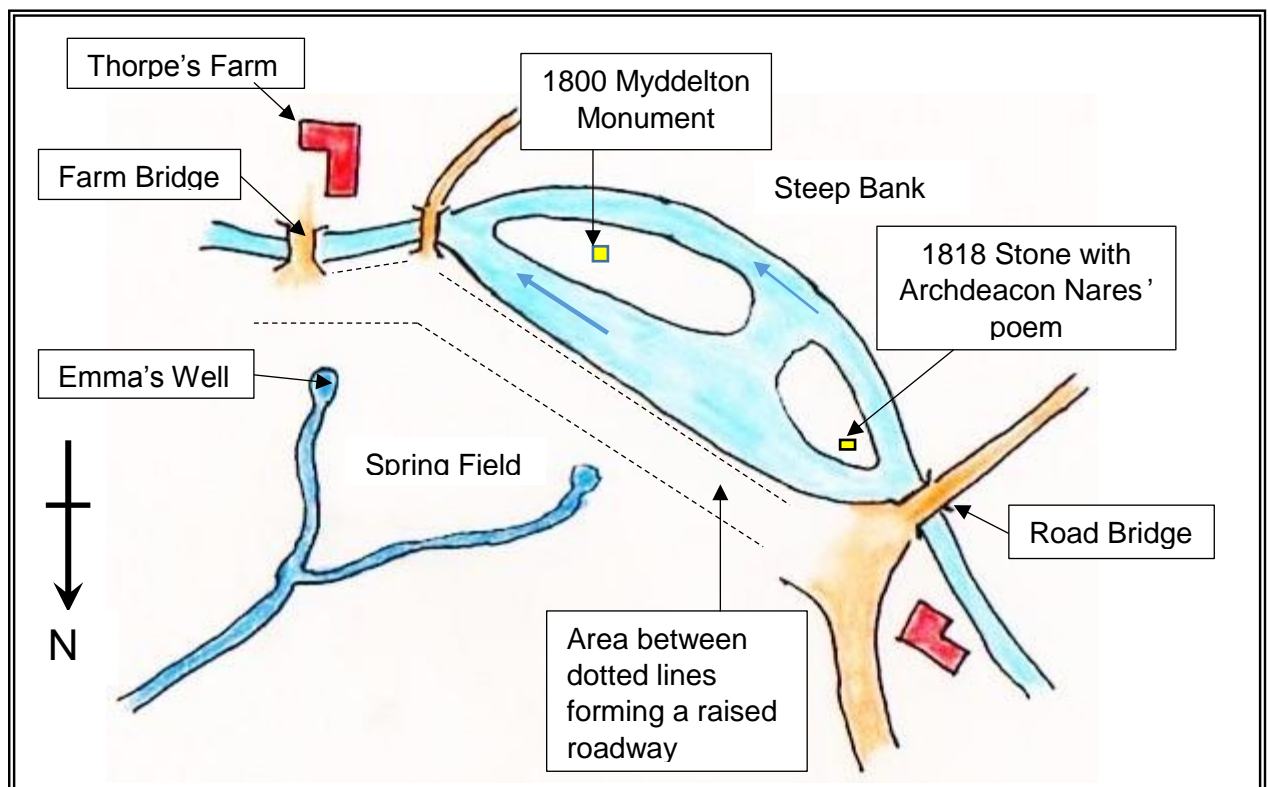 Thorpe's Farm
1800 Myddelton
Monument
Farm Bridge
Steep Bank
1818 Stone with
Archdeacon Nares'
poem
Emma's Well
Spring Field
Road Bridge
N
Area between
dotted lines
forming a raised
roadway